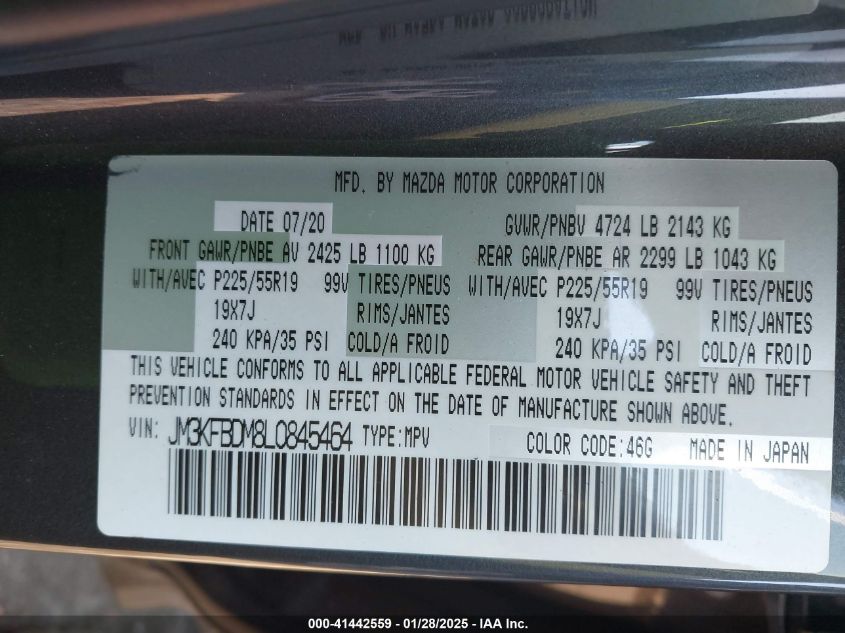 MFD. BY MAZDA MOTOR CORPORATION
DATE 07/20 GVWR/PNBV 4724 LB 2143 KG
FRONT GAWR/PNBE AV 2425 LB 1100 KG REAR GAWR/PNBE AR 2299 LB 1043 KG
WITH/AVEC P225/55R19 99V TIRES/PNEUS WITH/AVEC P225/55R19 99V TIRES/PNEUS
19X7J RIMS/JANTES 19X7J RIMS/JANTES
240 KPA/35 PSI COLD/A FROID 240 KPA/35 PSI COLD/A FROID
THIS VEHICLE CONFORMS TO ALL APPLICABLE FEDERAL MOTOR VEHICLE SAFETY AND THEFT
PREVENTION STANDARDS IN EFFECT ON THE DATE OF MANUFACTURE SHOWN ABOVE.
VIN: JM3KFBDM8L0845464 TYPE:MPV COLOR CODE:46G MADE IN JAPAN
000-41442559 | 01/28/2025 - IAA Inc.